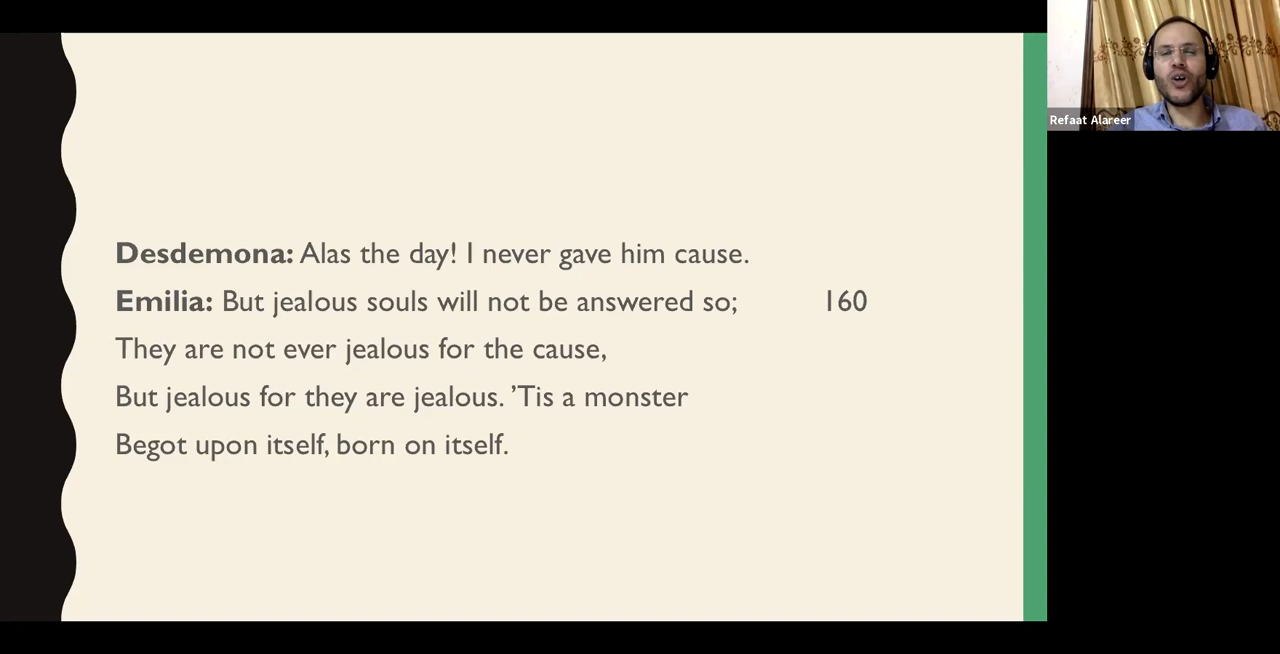 Desdemona: Alas the day! I never gave him cause.
Emilia: But jealous souls will not be answered so; 160
They are not ever jealous for the cause,
But jealous for they are jealous. ’Tis a monster
Begot upon itself, born on itself.
Refaat Alareer